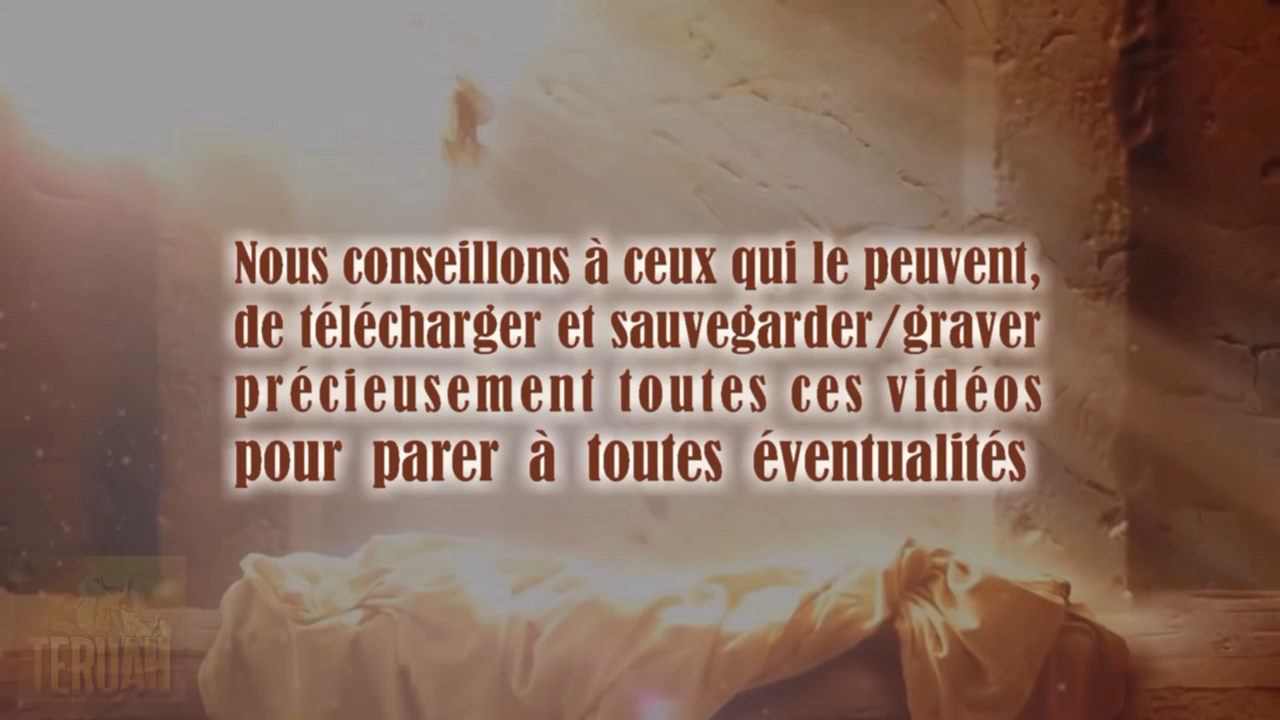 Nous conseillons à ceux qui le peuvent,
de télécharger et sauvegarder/graver
précieusement toutes ces vidéos
pour parer à toutes éventualités
TERUAH